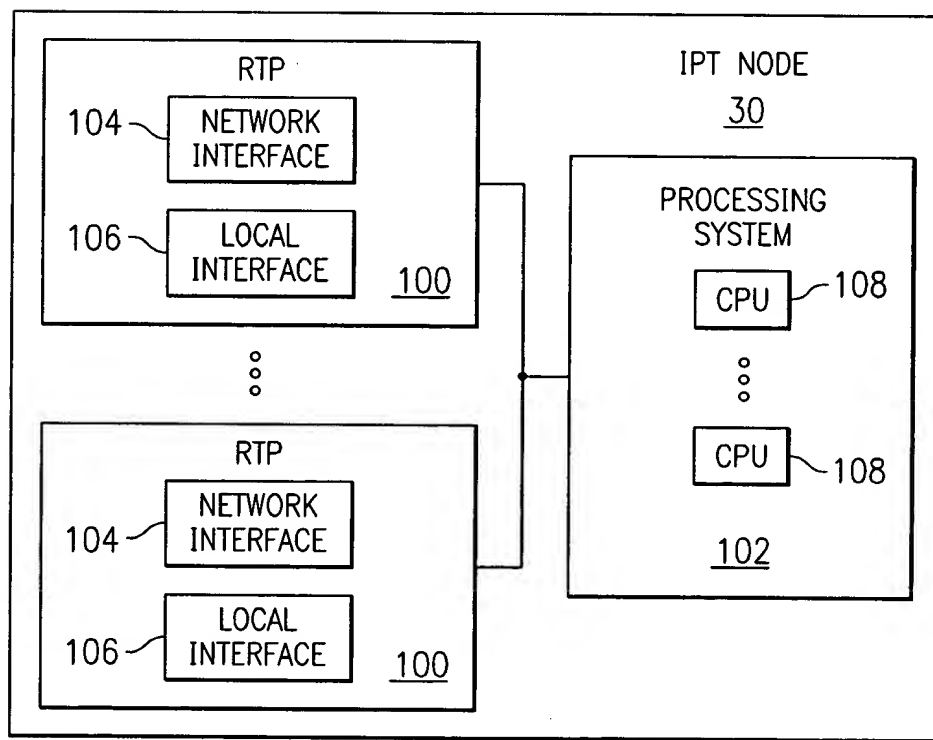 RTP
104
NETWORK
INTERFACE
106
LOCAL
INTERFACE
100
RTP
104
NETWORK
INTERFACE
106
LOCAL
INTERFACE
100
IPT NODE
30
PROCESSING
SYSTEM
CPU
108
CPU
108
102